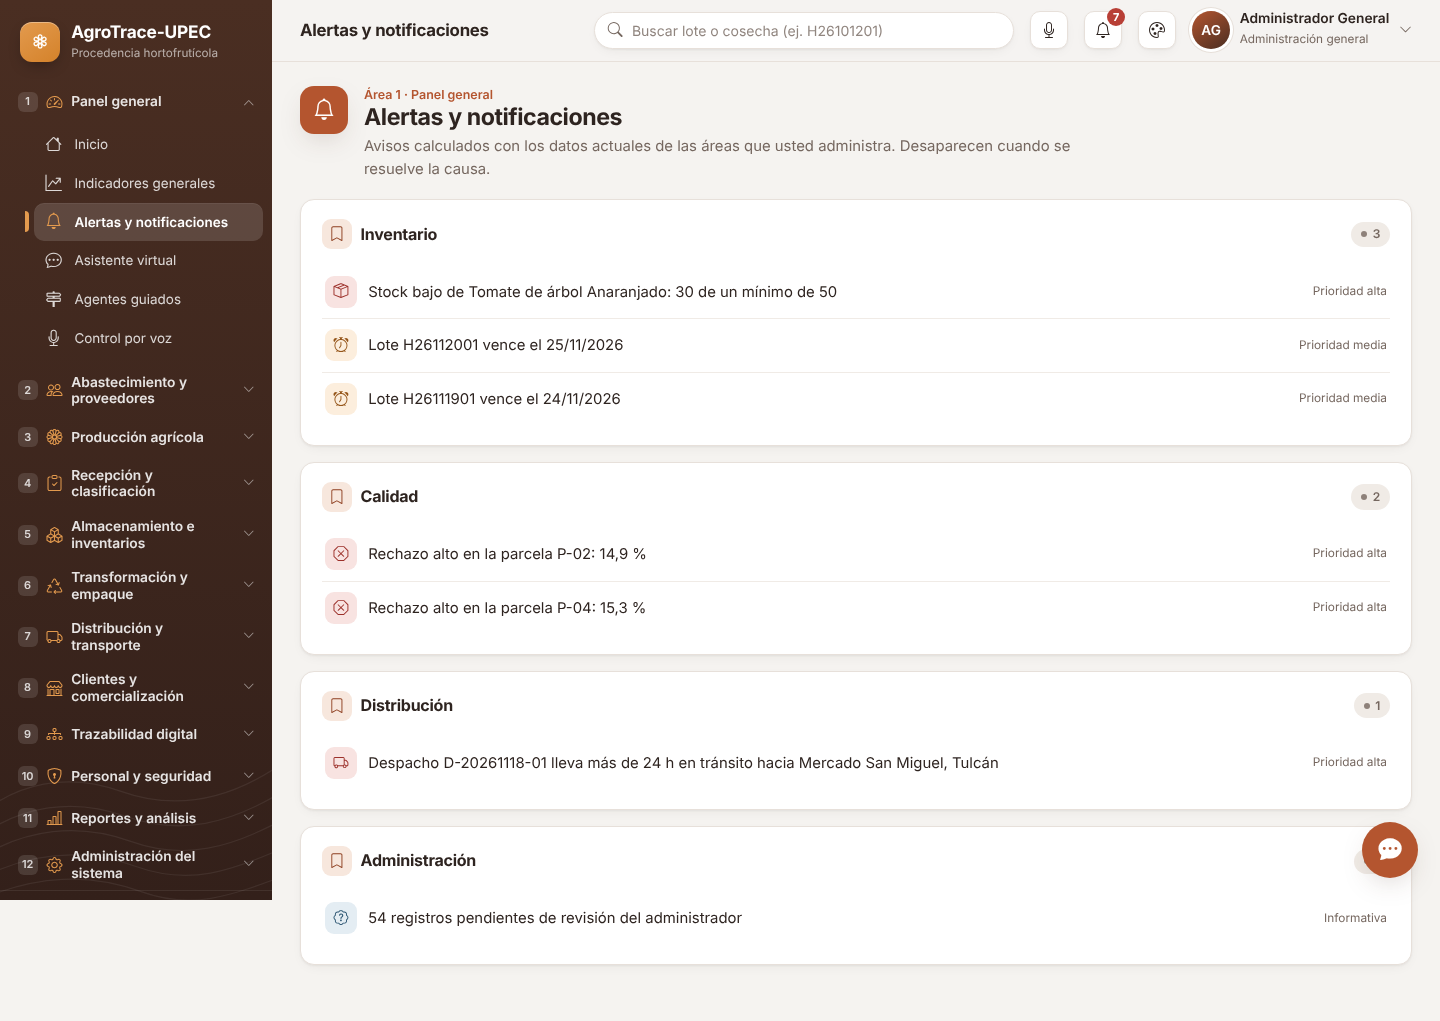 AgroTrace-UPEC
Procedencia hortofrutícola
1 Panel general
Inicio
Indicadores generales
Alertas y notificaciones
Asistente virtual
Agentes guiados
Control por voz
2 Abastecimiento y
proveedores
3 Producción agrícola
4 Recepción y
clasificación
5 Almacenamiento e
inventarios
6 Transformación y
empaque
7 Distribución y
transporte
8 Clientes y
comercialización
9 Trazabilidad digital
10 Personal y seguridad
11 Reportes y análisis
12 Administración del
sistema
Alertas y notificaciones
Buscar lote o cosecha (ej. H26101201)
7
AG
Administrador General
Administración general
Área 1 · Panel general
Alertas y notificaciones
Avisos calculados con los datos actuales de las áreas que usted administra. Desaparecen cuando se
resuelve la causa.
Inventario 3
Stock bajo de Tomate de árbol Anaranjado: 30 de un mínimo de 50 Prioridad alta
Lote H26112001 vence el 25/11/2026 Prioridad media
Lote H26111901 vence el 24/11/2026 Prioridad media
Calidad 2
Rechazo alto en la parcela P-02: 14,9 % Prioridad alta
Rechazo alto en la parcela P-04: 15,3 % Prioridad alta
Distribución 1
Despacho D-20261118-01 lleva más de 24 h en tránsito hacia Mercado San Miguel, Tulcán Prioridad alta
Administración
54 registros pendientes de revisión del administrador Informativa